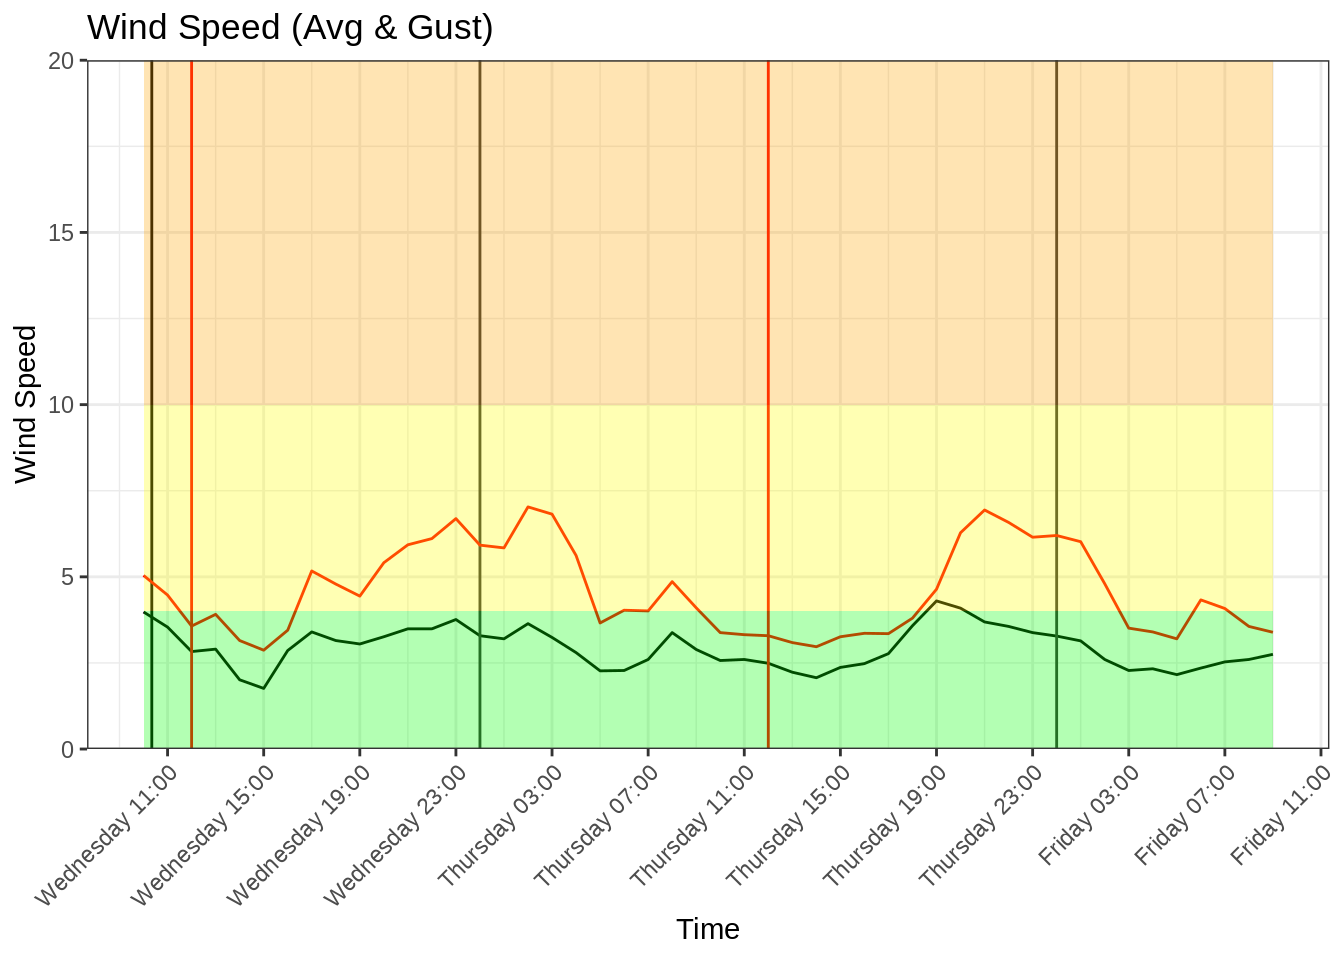 Wind Speed (Avg & Gust)
20
15
10
5
0
Wind Speed
Wednesday 11:00
Wednesday 15:00
Wednesday 19:00
Wednesday 23:00
Thursday 03:00
Thursday 07:00
Thursday 11:00
Thursday 15:00
Thursday 19:00
Thursday 23:00
Friday 03:00
Friday 07:00
Friday 11:00
Time